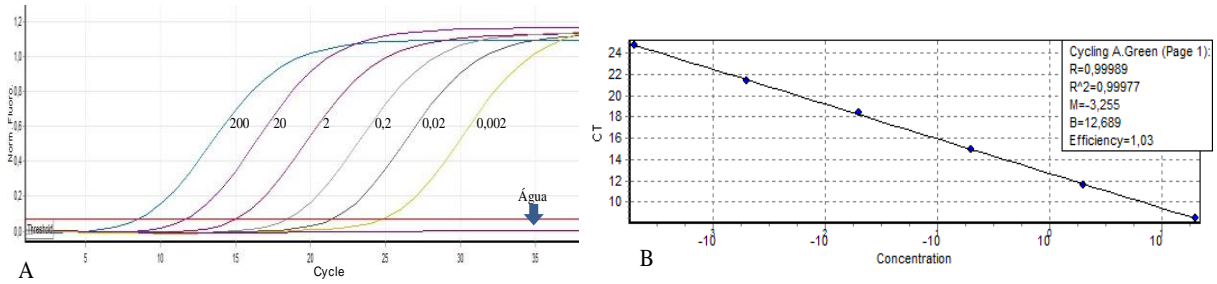 1,2
1,0
0,8
0,6
0,4
0,2
0,0
Norm. Fluoro.
200 20 2 0,2 0,02 0,002
Água
Threshold
5 10 15 20 25 30 35
Cycle
A
24
22
20
18
16
14
12
10
CT
Cycling A.Green (Page 1):
R=0,99989
R^2=0,99977
M=-3,255
B=12,689
Efficiency=1,03
-10 -10 -10 10 10
Concentration
B